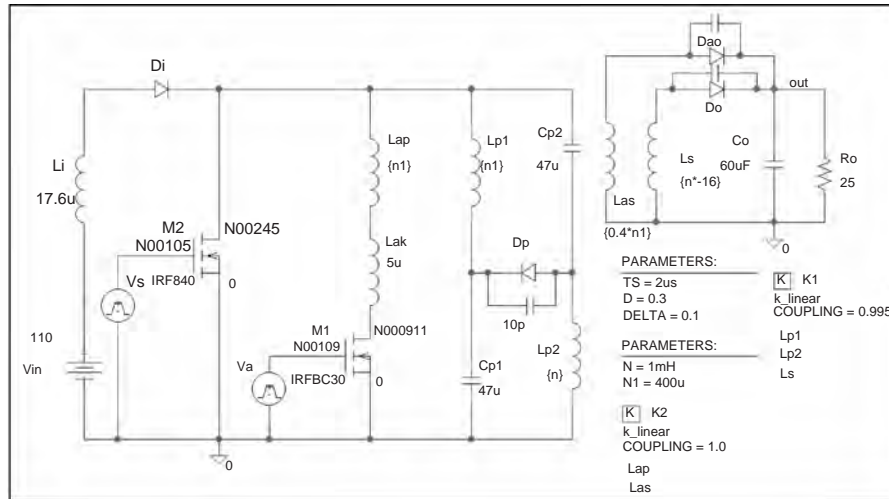 Dao
Di
Do
out
Cp2
47u
Lap
{n1}
Lp1
{n1}
Li
17.6u
Ls
{n*-16}
Co
60uF
Ro
25
Las
{0.4*n1}
0
M2
N00105
N00245
IRF840
0
Vs
Lak
5u
Dp
10p
PARAMETERS:
TS = 2us
D = 0.3
DELTA = 0.1
K K1
k_linear
COUPLING = 0.995
Lp1
Lp2
Ls
110
Vin
M1
N00109
N000911
IRFBC30
0
Va
Cp1
47u
Lp2
{n}
PARAMETERS:
N = 1mH
N1 = 400u
K K2
k_linear
COUPLING = 1.0
Lap
Las
0